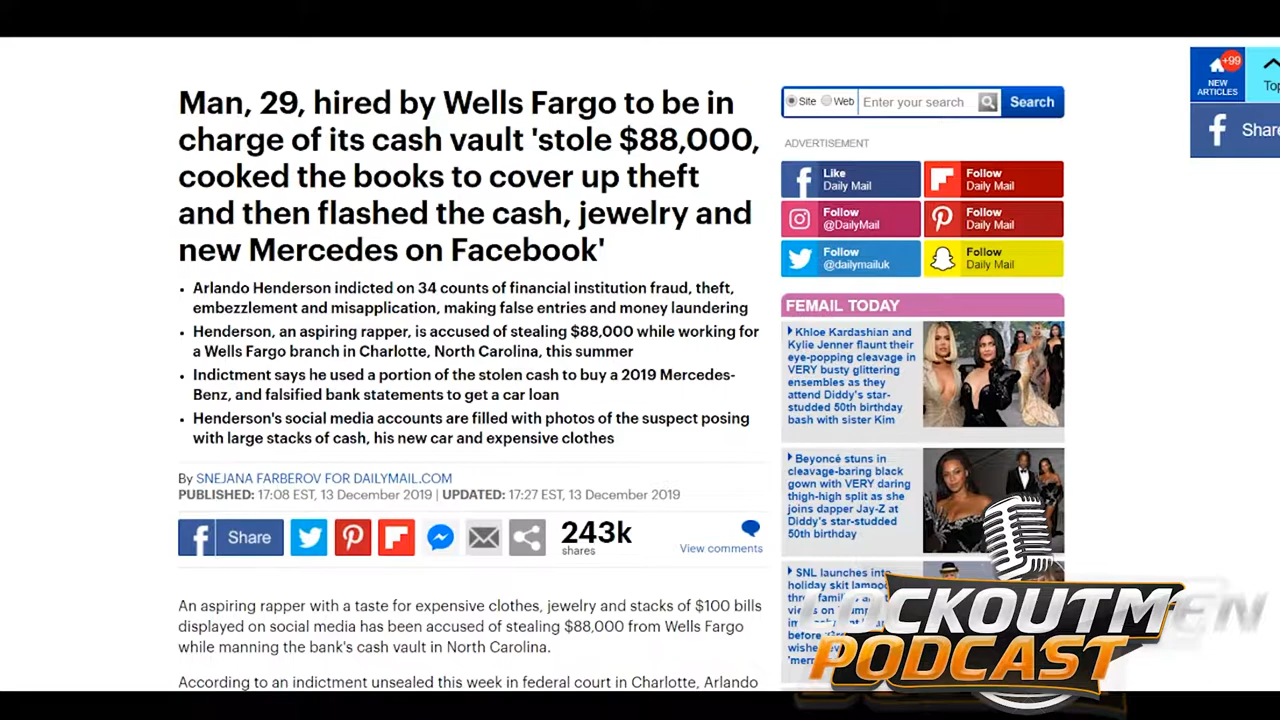 Man, 29, hired by Wells Fargo to be in
charge of its cash vault 'stole $88,000,
cooked the books to cover up theft
and then flashed the cash, jewelry and
new Mercedes on Facebook'
• Arlando Henderson indicted on 34 counts of financial institution fraud, theft,
embezzlement and misapplication, making false entries and money laundering
• Henderson, an aspiring rapper, is accused of stealing $88,000 while working for
a Wells Fargo branch in Charlotte, North Carolina, this summer
• Indictment says he used a portion of the stolen cash to buy a 2019 Mercedes-
Benz, and falsified bank statements to get a car loan
• Henderson's social media accounts are filled with photos of the suspect posing
with large stacks of cash, his new car and expensive clothes
By SNEJANA FARBEROV FOR DAILYMAIL.COM
PUBLISHED: 17:08 EST, 13 December 2019 | UPDATED: 17:27 EST, 13 December 2019
Share
243k
shares
View comments
An aspiring rapper with a taste for expensive clothes, jewelry and stacks of $100 bills
displayed on social media has been accused of stealing $88,000 from Wells Fargo
while manning the bank's cash vault in North Carolina.
According to an indictment unsealed this week in federal court in Charlotte, Arlando
Site Web Enter your search Search
ADVERTISEMENT
Like
Daily Mail
Follow
Daily Mail
Follow
@DailyMail
Follow
Daily Mail
Follow
@dailymailuk
Follow
Daily Mail
FEMAIL TODAY
Khloe Kardashian and
Kylie Jenner flaunt their
eye-popping cleavage in
VERY busty glittering
ensembles as they
attend Diddy's star-
studded 50th birthday
bash with sister Kim
Beyoncé stuns in
cleavage-baring black
gown with VERY daring
thigh-high split as she
joins dapper Jay-Z at
Diddy's star-studded
50th birthday
SNL launches into
holiday skit
+99
NEW
ARTICLES
Top
Share
LOCKOUTMEN
PODCAST